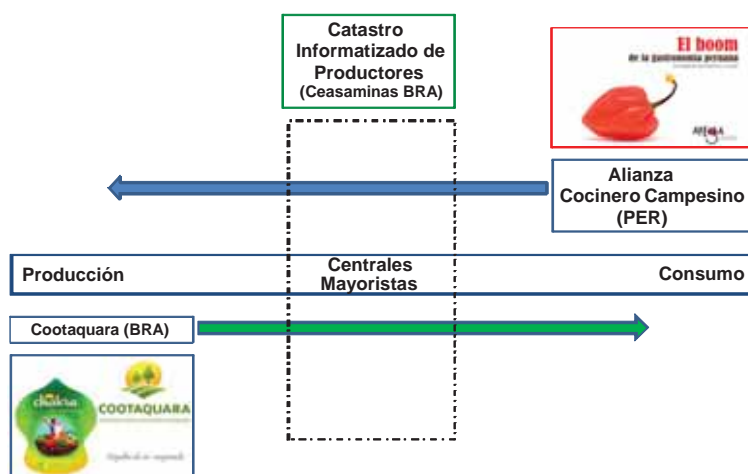 Catastro
Informatizado de
Productores
(Ceasaminas BRA)
El boom
de la gastronomía peruana
Alianza
Cocinero Campesino
(PER)
Producción
Centrales
Mayoristas
Consumo
Cootaquara (BRA)
COOTAQUARA